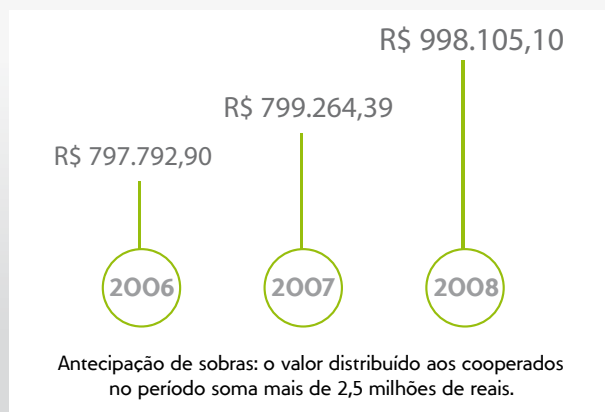 R$ 998.105,10
R$ 799.264,39
R$ 797.792,90
2006
2007
2008
Antecipação de sobras: o valor distribuído aos cooperados
no período soma mais de 2,5 milhões de reais.